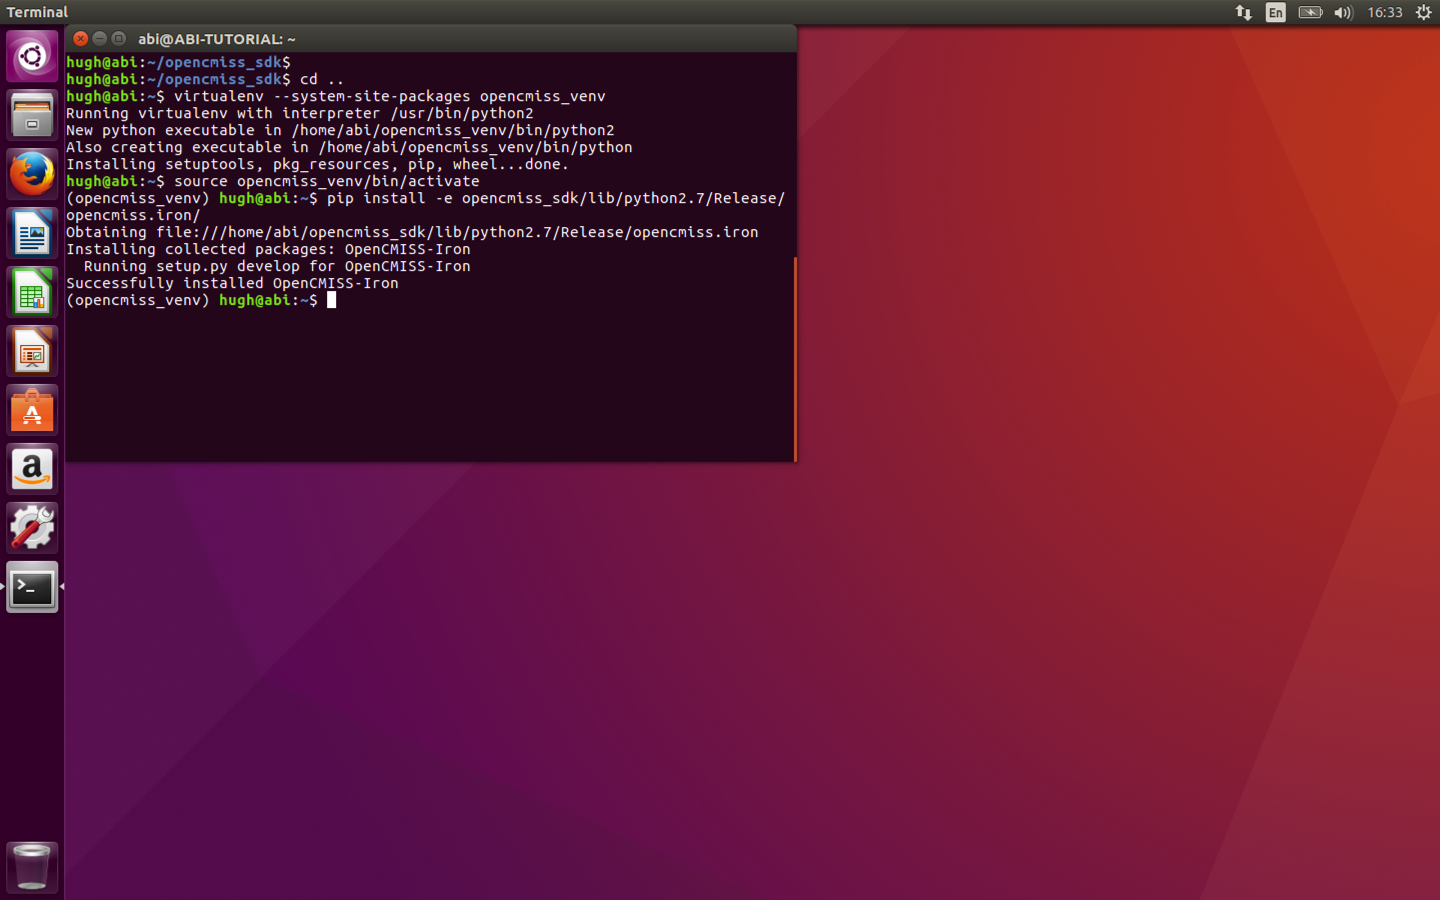 Terminal
En
16:33
abi@ABI-TUTORIAL: ~
hugh@abi:~/opencmiss_sdk$
hugh@abi:~/opencmiss_sdk$ cd ..
hugh@abi:~$ virtualenv --system-site-packages opencmiss_venv
Running virtualenv with interpreter /usr/bin/python2
New python executable in /home/abi/opencmiss_venv/bin/python2
Also creating executable in /home/abi/opencmiss_venv/bin/python
Installing setuptools, pkg_resources, pip, wheel...done.
hugh@abi:~$ source opencmiss_venv/bin/activate
(opencmiss_venv) hugh@abi:~$ pip install -e opencmiss_sdk/lib/python2.7/Release/
opencmiss.iron/
Obtaining file:///home/abi/opencmiss_sdk/lib/python2.7/Release/opencmiss.iron
Installing collected packages: OpenCMISS-Iron
  Running setup.py develop for OpenCMISS-Iron
Successfully installed OpenCMISS-Iron
(opencmiss_venv) hugh@abi:~$